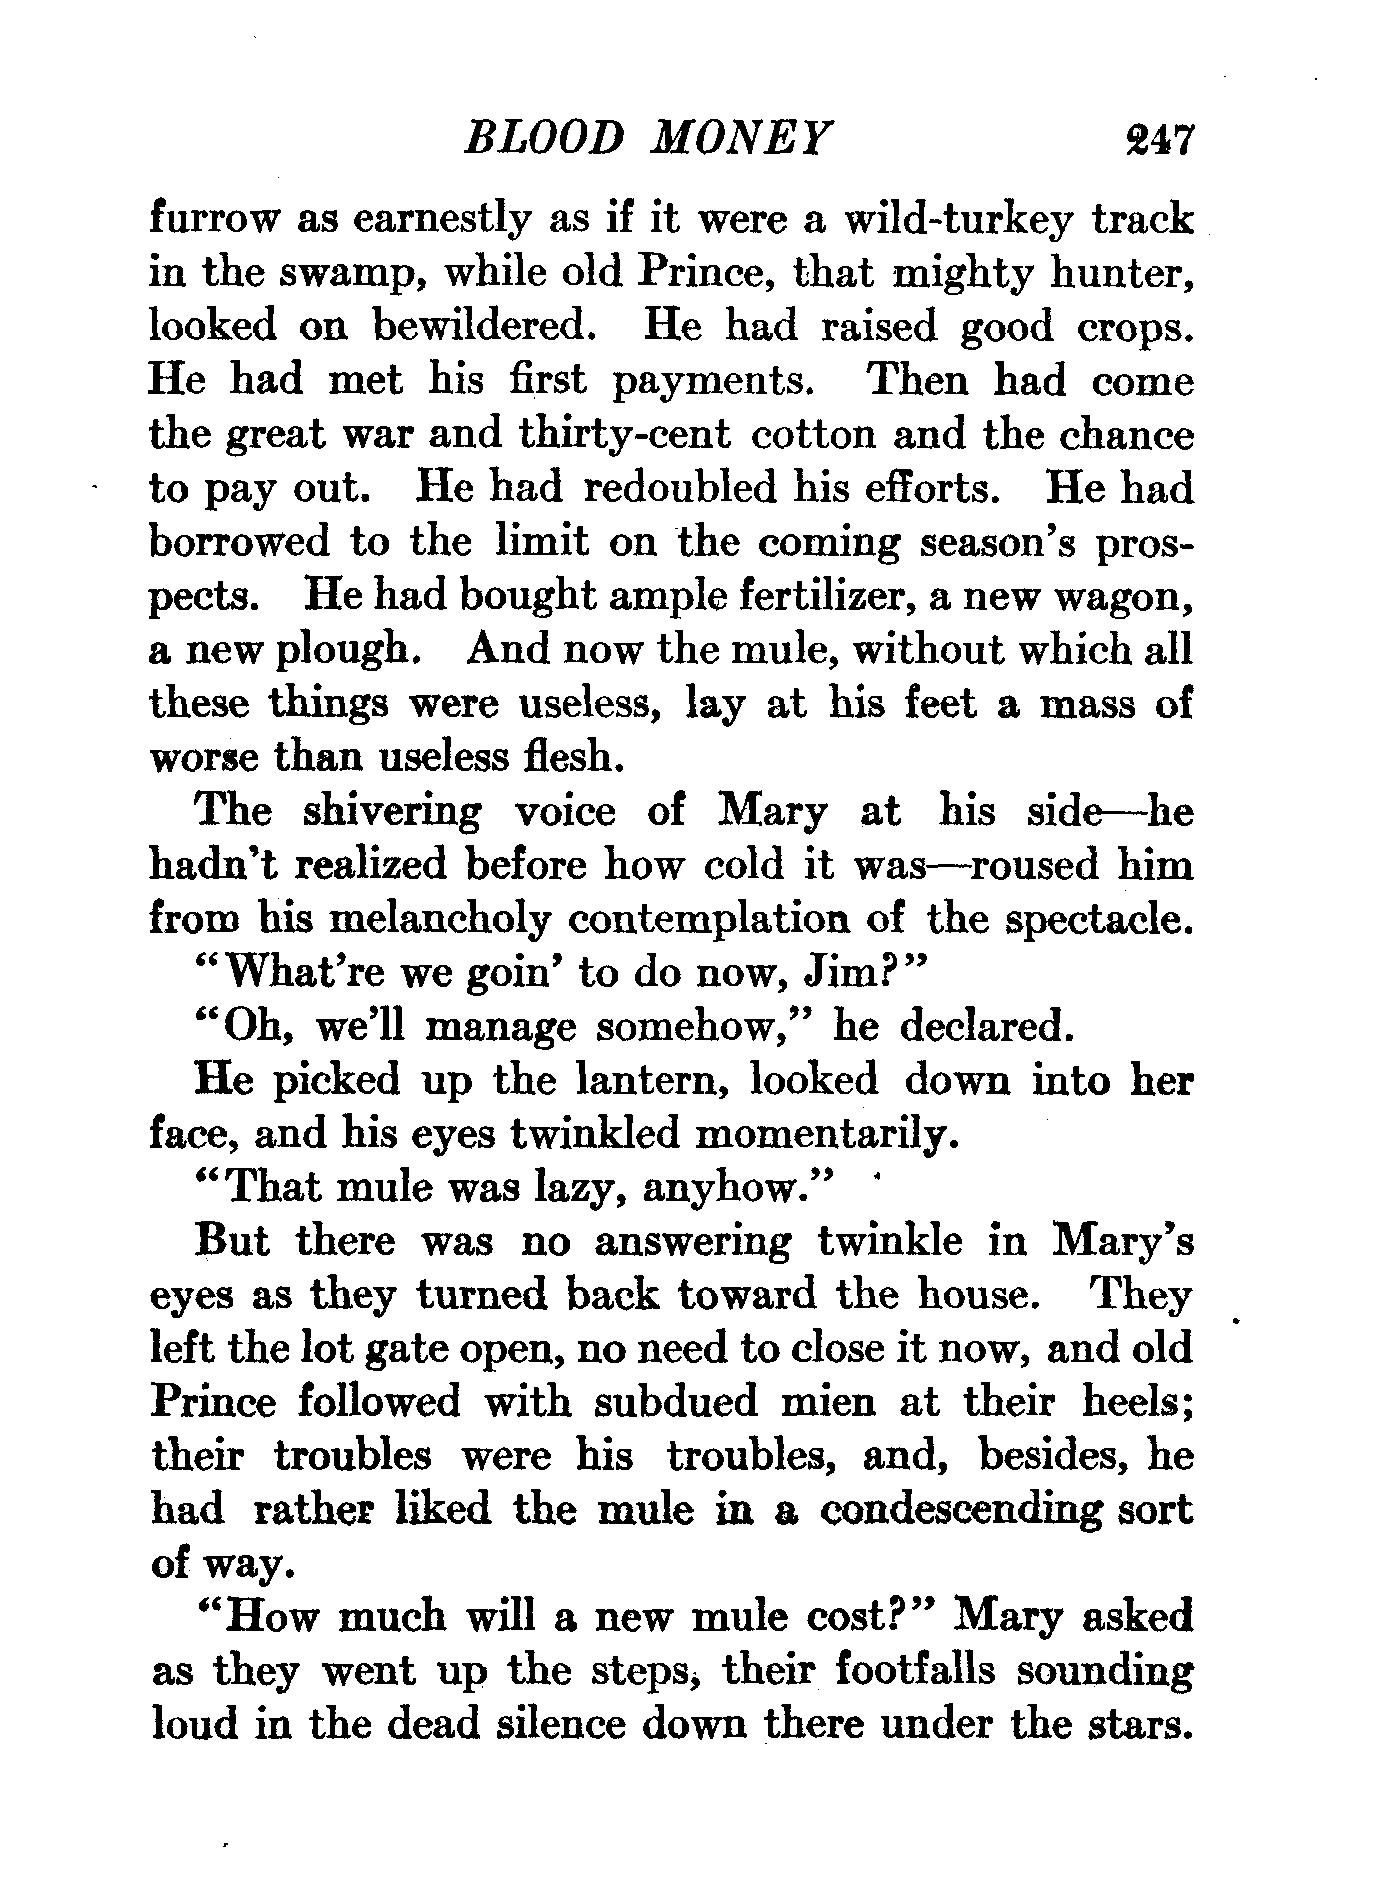 BLOOD MONEY 247
furrow as earnestly as if it were a wild-turkey track
in the swamp, while old Prince, that mighty hunter,
looked on bewildered. He had raised good crops.
He had met his first payments. Then had come
the great war and thirty-cent cotton and the chance
to pay out. He had redoubled his efforts. He had
borrowed to the limit on the coming season's pros-
pects. He had bought ample fertilizer, a new wagon,
a new plough. And now the mule, without which all
these things were useless, lay at his feet a mass of
worse than useless flesh.
The shivering voice of Mary at his side—he
hadn't realized before how cold it was—roused him
from his melancholy contemplation of the spectacle.
“What're we goin' to do now, Jim?”
“Oh, we'll manage somehow,” he declared.
He picked up the lantern, looked down into her
face, and his eyes twinkled momentarily.
“That mule was lazy, anyhow.”
But there was no answering twinkle in Mary's
eyes as they turned back toward the house. They
left the lot gate open, no need to close it now, and old
Prince followed with subdued mien at their heels;
their troubles were his troubles, and, besides, he
had rather liked the mule in a condescending sort
of way.
“How much will a new mule cost?” Mary asked
as they went up the steps, their footfalls sounding
loud in the dead silence down there under the stars.